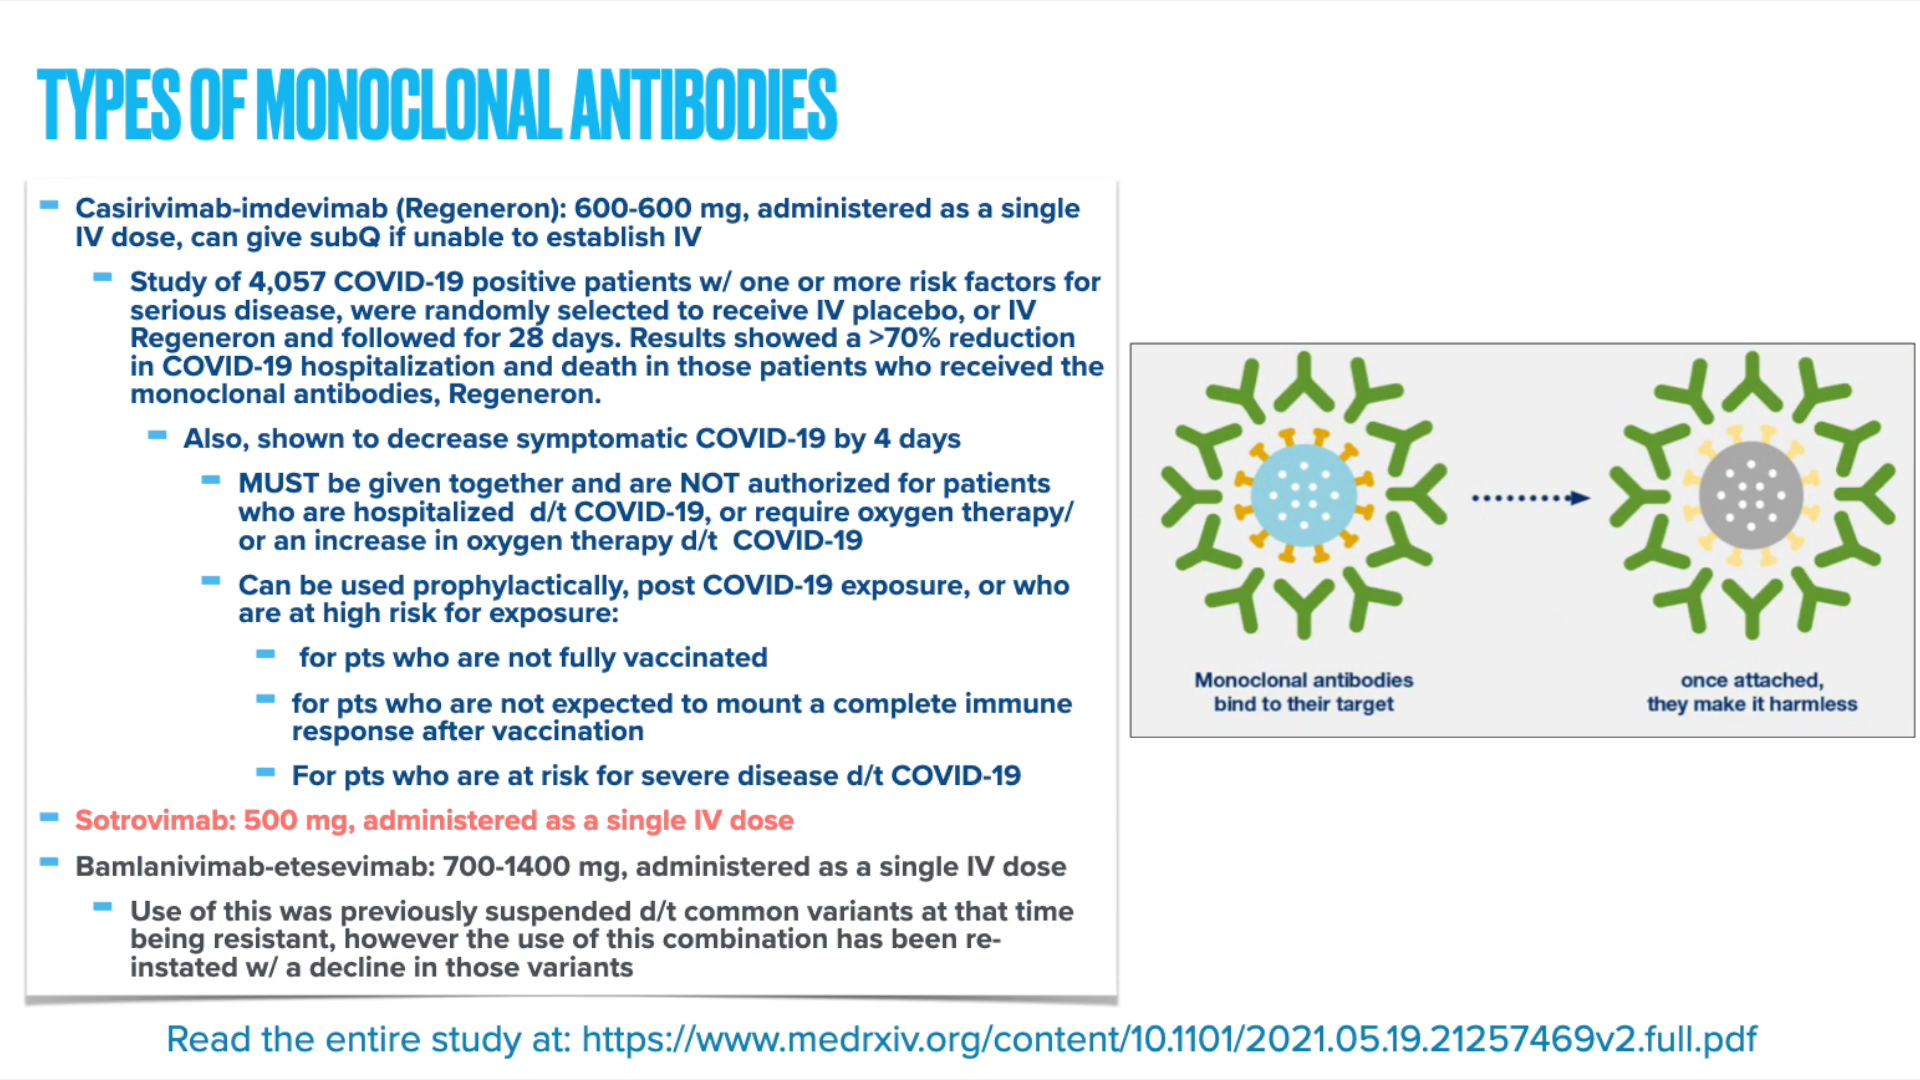 TYPES OF MONOCLONAL ANTIBODIES
Casirivimab-imdevimab (Regeneron): 600-600 mg, administered as a single
IV dose, can give subQ if unable to establish IV
Study of 4,057 COVID-19 positive patients w/ one or more risk factors for
serious disease, were randomly selected to receive IV placebo, or IV
Regeneron and followed for 28 days. Results showed a >70% reduction
in COVID-19 hospitalization and death in those patients who received the
monoclonal antibodies, Regeneron.
Also, shown to decrease symptomatic COVID-19 by 4 days
MUST be given together and are NOT authorized for patients
who are hospitalized d/t COVID-19, or require oxygen therapy/
or an increase in oxygen therapy d/t COVID-19
Can be used prophylactically, post COVID-19 exposure, or who
are at high risk for exposure:
for pts who are not fully vaccinated
for pts who are not expected to mount a complete immune
response after vaccination
For pts who are at risk for severe disease d/t COVID-19
Sotrovimab: 500 mg, administered as a single IV dose
Bamlanivimab-etesevimab: 700-1400 mg, administered as a single IV dose
Use of this was previously suspended d/t common variants at that time
being resistant, however the use of this combination has been re-
instated w/ a decline in those variants
Monoclonal antibodies
bind to their target
once attached,
they make it harmless
Read the entire study at: https://www.medrxiv.org/content/10.1101/2021.05.19.21257469v2.full.pdf